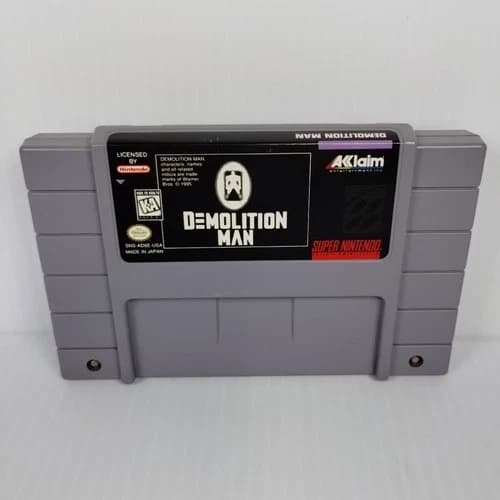 DEMOLITION MAN
LICENSED
BY
Nintendo
DEMOLITION MAN
characters names
and all related
indicia are trade-
marks of Warner
Bros. © 1995.
AKKlaim
entertainment inc.
K-A
DEMOLITION
MAN
SNS-AD6E-USA
MADE IN JAPAN
SUPER NINTENDO